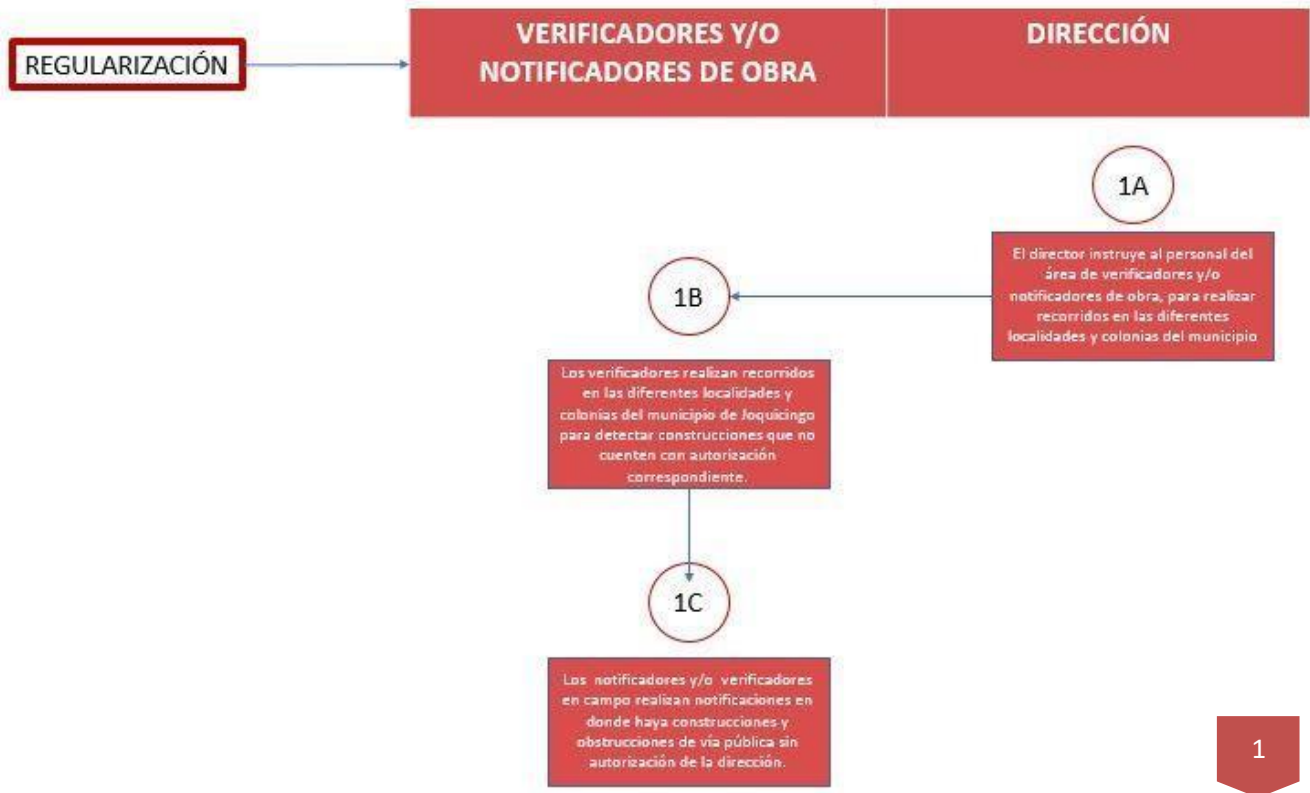 REGULARIZACIÓN
VERIFICADORES Y/O
NOTIFICADORES DE OBRA
DIRECCIÓN
1A
El director instruye al personal del
área de verificadores y/o
notificadores de obra, para realizar
recorridos en las diferentes
localidades y colonias del municipio
1B
Los verificadores realizan recorridos
en las diferentes localidades y
colonias del municipio de Joquicingo
para detectar construcciones que no
cuenten con autorización
correspondiente.
1C
Los notificadores y/o verificadores
en campo realizan notificaciones en
donde haya construcciones y
obstrucciones de vía pública sin
autorización de la dirección.
1